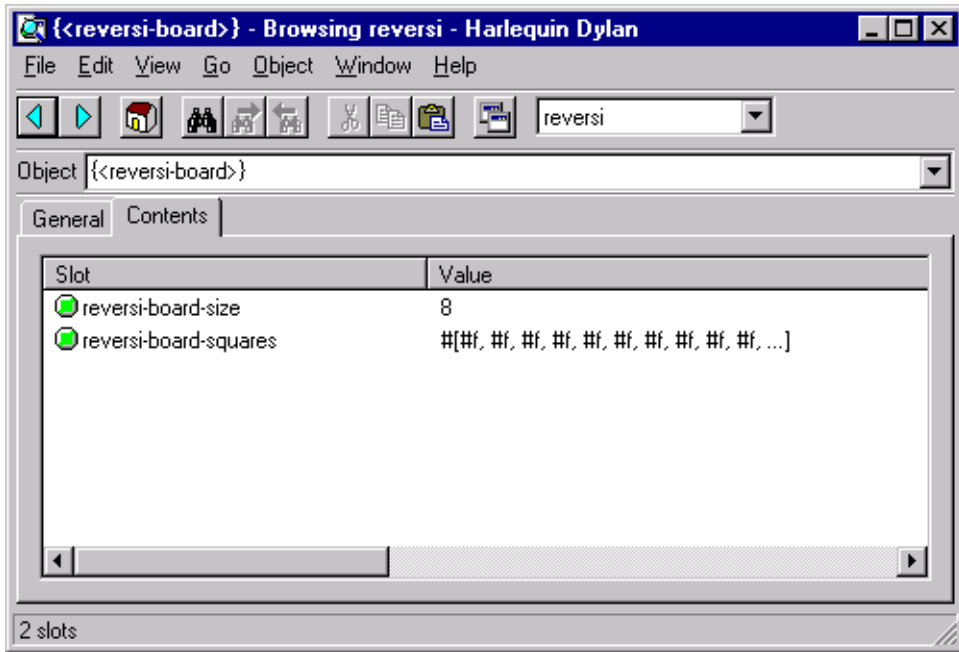 {<reversi-board>} - Browsing reversi - Harlequin Dylan
File Edit View Go Object Window Help
reversi
Object {<reversi-board>}
General Contents
Slot Value
reversi-board-size 8
reversi-board-squares #[#f, #f, #f, #f, #f, #f, #f, #f, #f, #f, ...]
2 slots